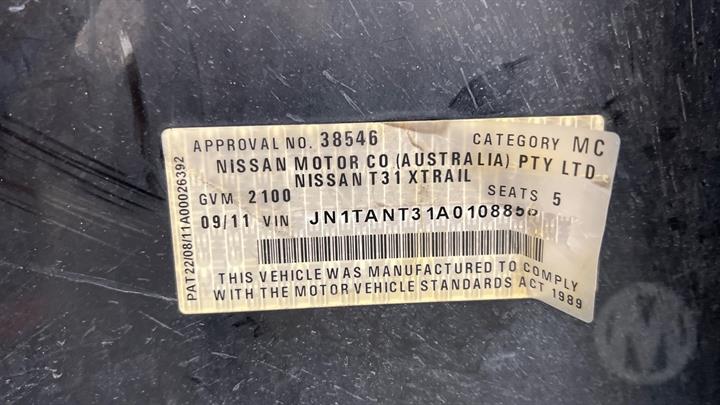 APPROVAL NO. 38546 CATEGORY MC
NISSAN MOTOR CO (AUSTRALIA) PTY LTD
NISSAN T31 XTRAIL
GVM 2100 SEATS 5
09/11 VIN
THIS VEHICLE WAS MANUFACTURED TO COMPLY
WITH THE MOTOR VEHICLE STANDARDS ACT 1989
PAT22/08/11A00026392
M